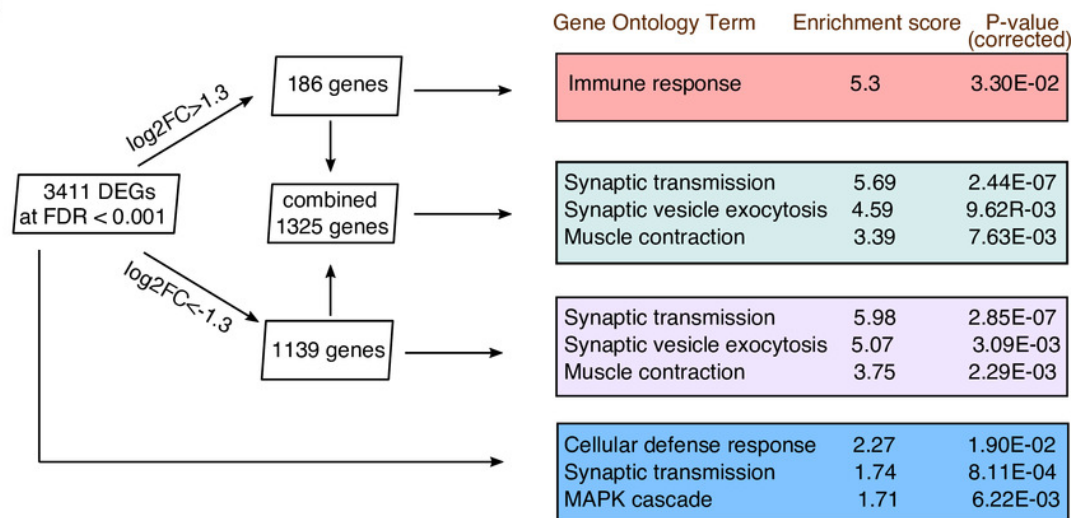 Gene Ontology Term Enrichment score P-value
(corrected)
186 genes
Immune response 5.3 3.30E-02
log2FC>1.3
3411 DEGs
at FDR < 0.001
combined
1325 genes
Synaptic transmission 5.69 2.44E-07
Synaptic vesicle exocytosis 4.59 9.62R-03
Muscle contraction 3.39 7.63E-03
log2FC<-1.3
1139 genes
Synaptic transmission 5.98 2.85E-07
Synaptic vesicle exocytosis 5.07 3.09E-03
Muscle contraction 3.75 2.29E-03
Cellular defense response 2.27 1.90E-02
Synaptic transmission 1.74 8.11E-04
MAPK cascade 1.71 6.22E-03